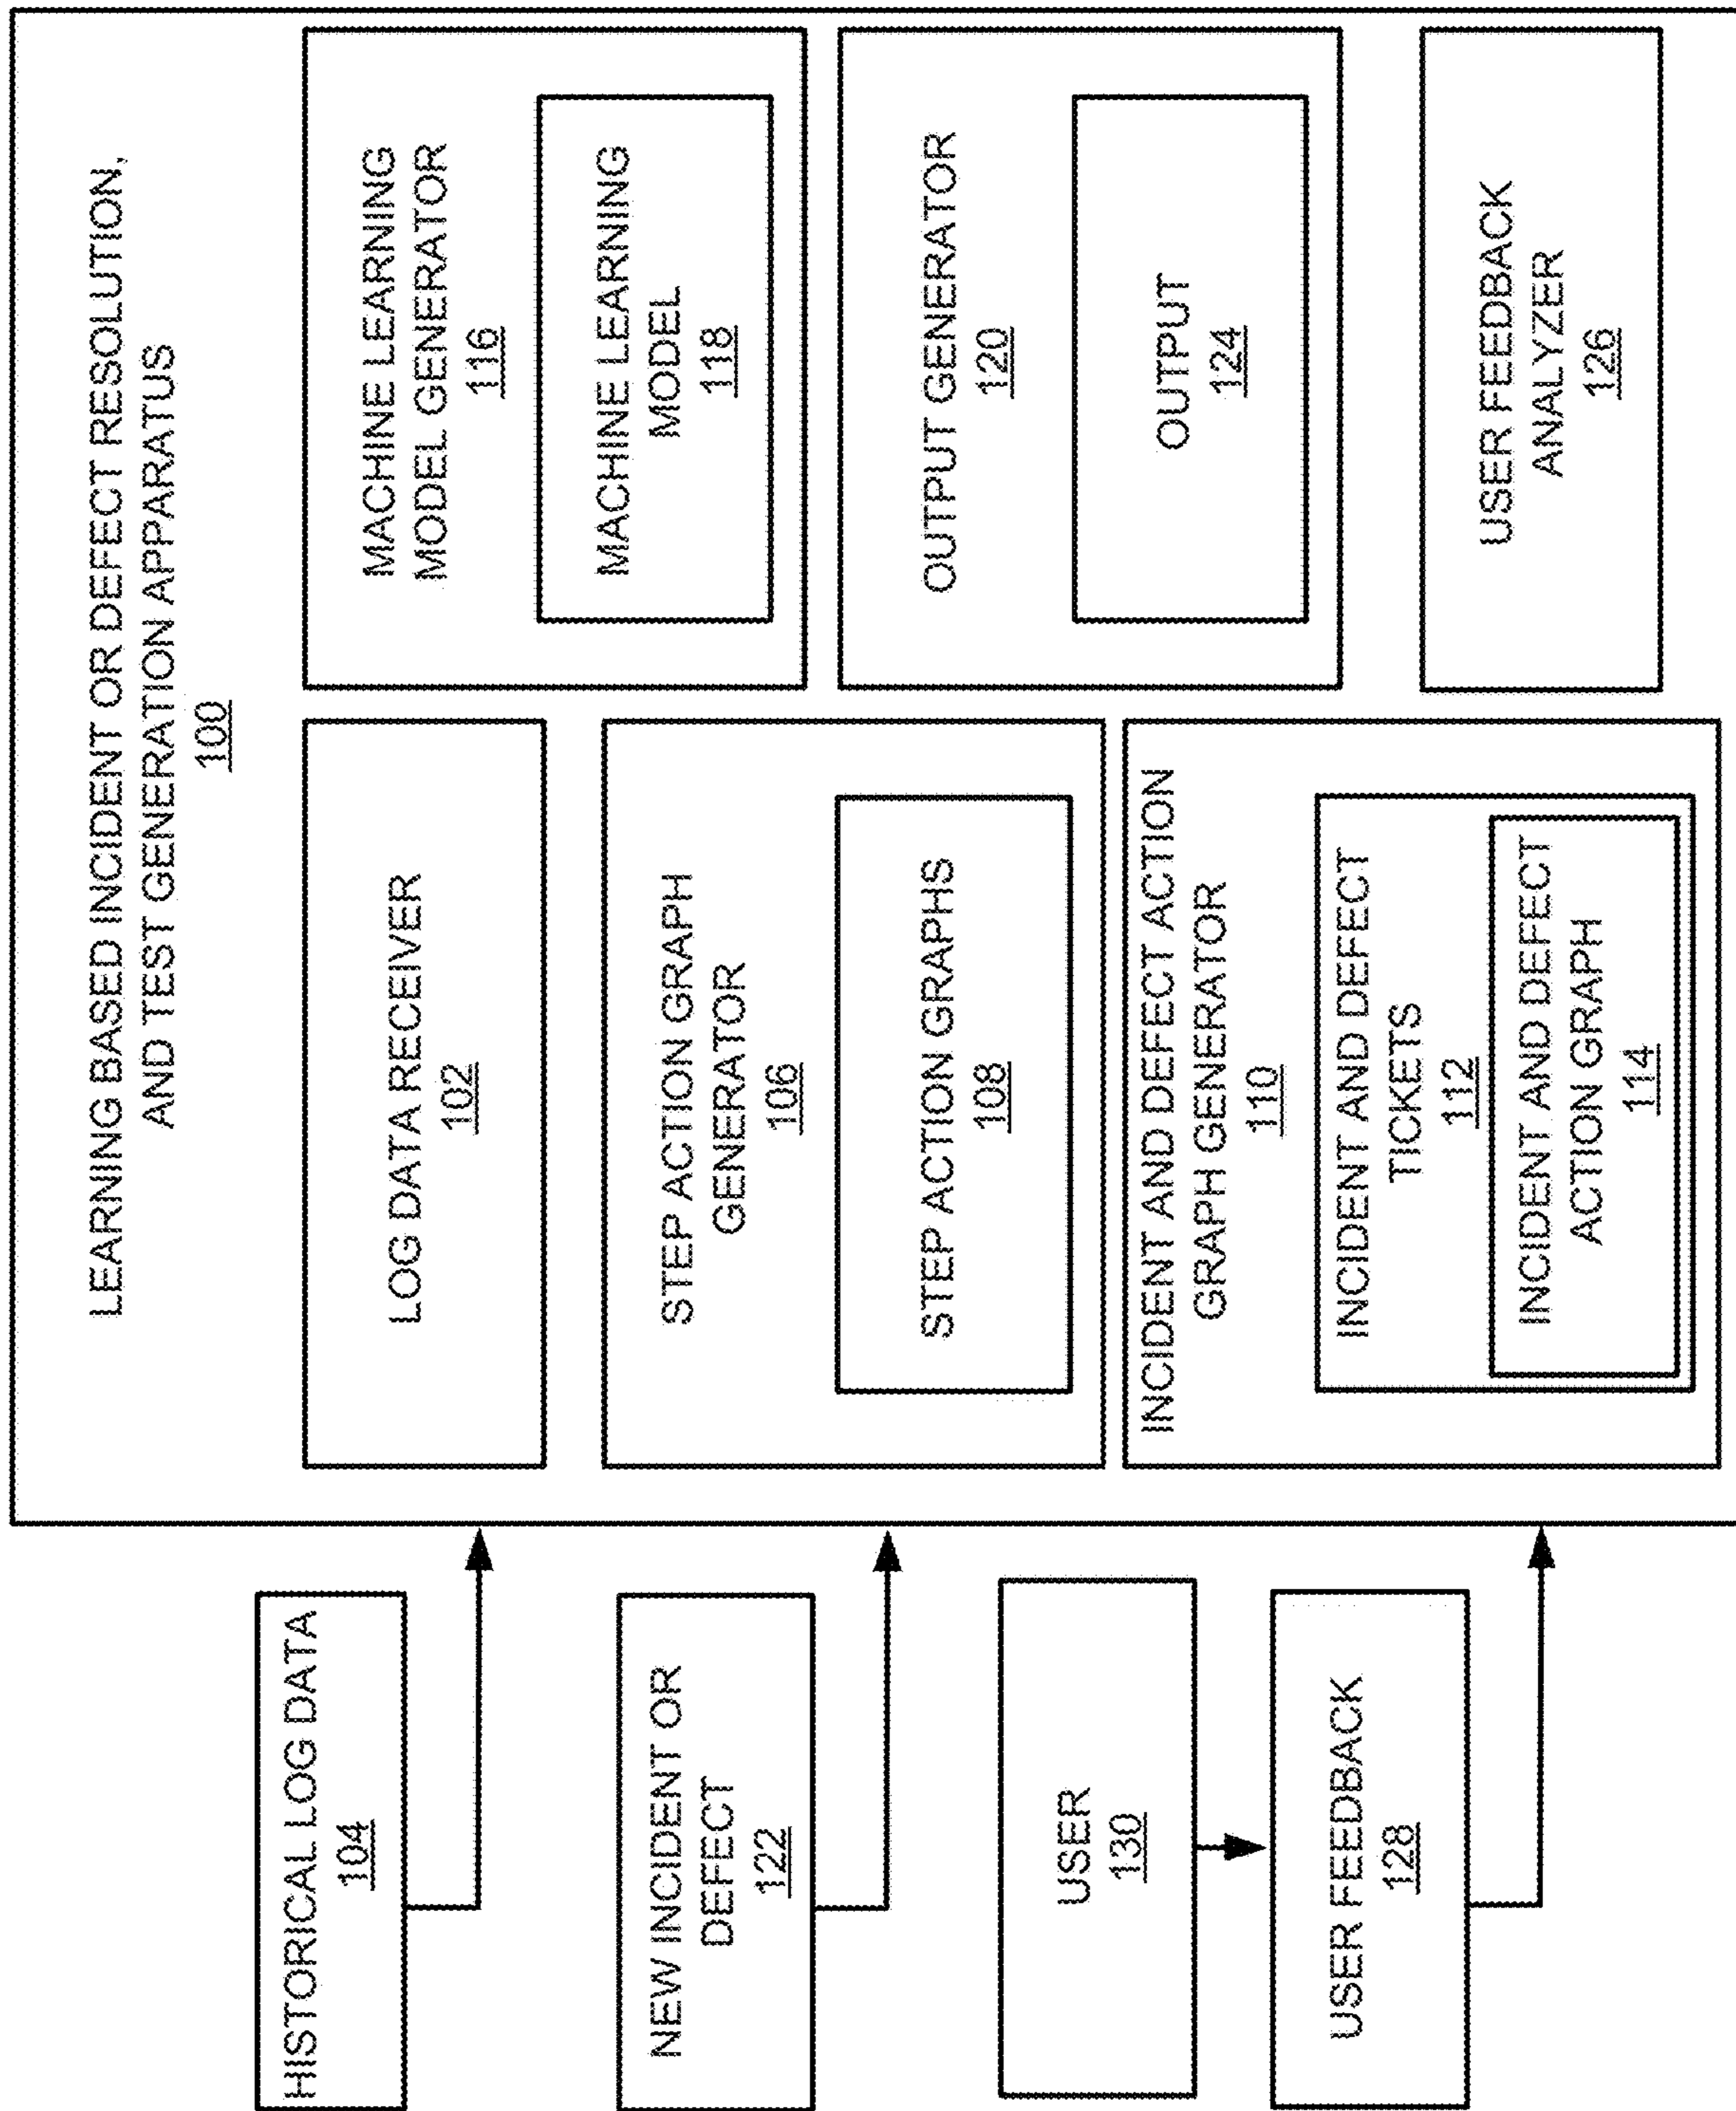 LEARNING BASED INCIDENT OR DEFECT RESOLUTION,
AND TEST GENERATION APPARATUS
100
HISTORICAL LOG DATA
104
NEW INCIDENT OR
DEFECT
122
USER
130
USER FEEDBACK
128
LOG DATA RECEIVER
102
STEP ACTION GRAPH
GENERATOR
106
STEP ACTION GRAPHS
108
INCIDENT AND DEFECT ACTION
GRAPH GENERATOR
110
INCIDENT AND DEFECT
TICKETS
112
INCIDENT AND DEFECT
ACTION GRAPH
114
MACHINE LEARNING
MODEL GENERATOR
116
MACHINE LEARNING
MODEL
118
OUTPUT GENERATOR
120
OUTPUT
124
USER FEEDBACK
ANALYZER
126